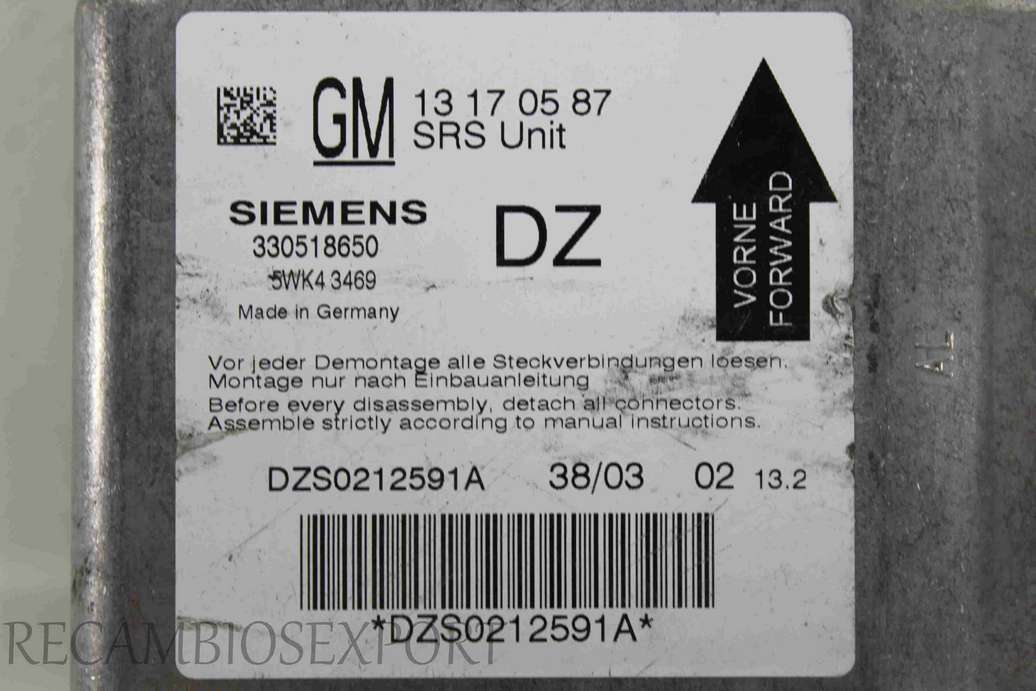 GM 13 17 05 87
SRS Unit
SIEMENS
330518650
5WK4 3469
Made in Germany
DZ
VORNE
FORWARD
Vor jeder Demontage alle Steckverbindungen loesen.
Montage nur nach Einbauanleitung
Before every disassembly, detach all connectors.
Assemble strictly according to manual instructions.
DZS0212591A 38/03 02 13.2
*DZS0212591A*
AL
RECAMBIOSEXPORT